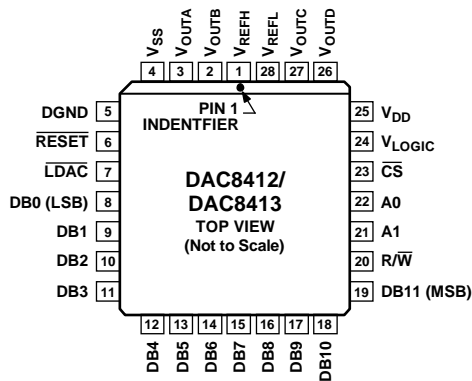 VSS VOUTA VOUTB VREFH VREFL VOUTC VOUTD
4 3 2 1 28 27 26
PIN 1
INDENTFIER
DGND 5
RESET 6
LDAC 7
DB0 (LSB) 8
DB1 9
DB2 10
DB3 11
DAC8412/
DAC8413
TOP VIEW
(Not to Scale)
25 VDD
24 VLOGIC
23 CS
22 A0
21 A1
20 R/W
19 DB11 (MSB)
12 13 14 15 16 17 18
DB4 DB5 DB6 DB7 DB8 DB9 DB10